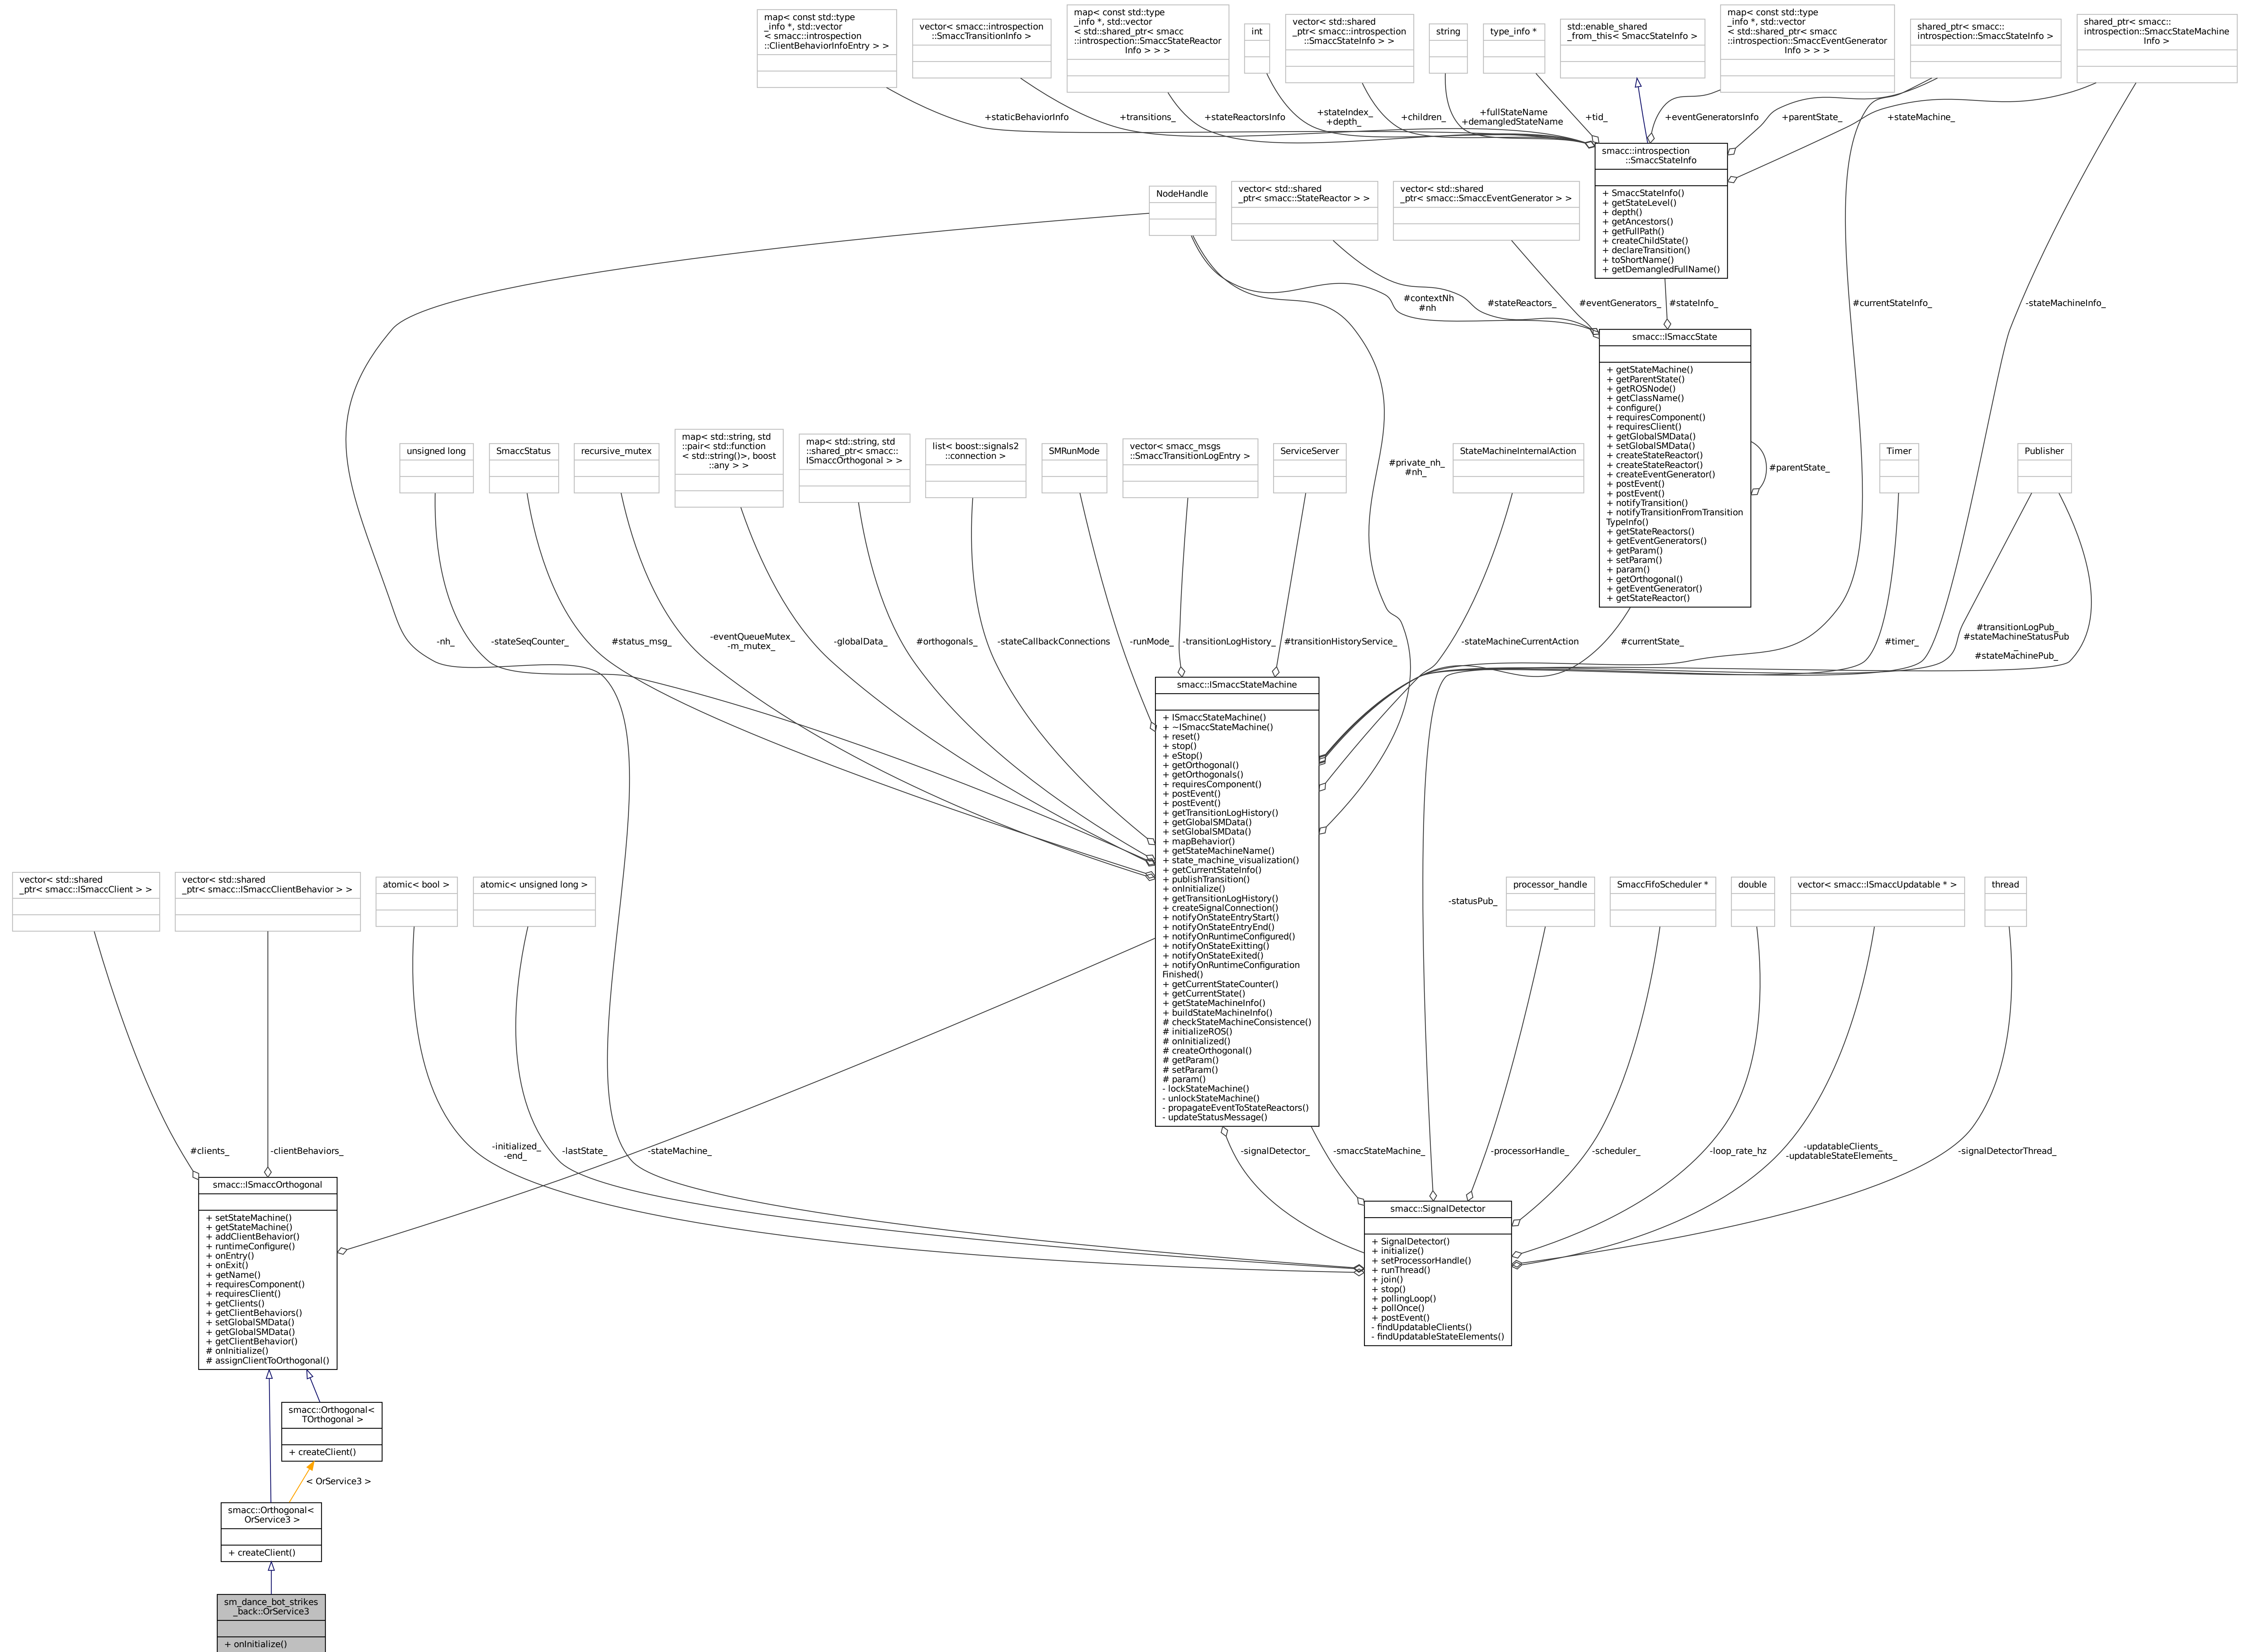 map< const std::type
_info *, std::vector
< smacc::introspection
::ClientBehaviorInfoEntry > >
vector< smacc::introspection
::SmaccTransitionInfo >
map< const std::type
_info *, std::vector
< std::shared_ptr< smacc
::introspection::SmaccStateReactor
Info > > >
int
vector< std::shared
_ptr< smacc::introspection
::SmaccStateInfo > >
string
type_info *
std::enable_shared
_from_this< SmaccStateInfo >
map< const std::type
_info *, std::vector
< std::shared_ptr< smacc
::introspection::SmaccEventGenerator
Info > > >
shared_ptr< smacc::
introspection::SmaccStateInfo >
shared_ptr< smacc::
introspection::SmaccStateMachine
Info >
+staticBehaviorInfo
+transitions_
+stateReactorsInfo
+stateIndex_
+depth_
+children_
+fullStateName
+demangledStateName
+tid_
+eventGeneratorsInfo
+parentState_
+stateMachine_
smacc::introspection
::SmaccStateInfo
+ SmaccStateInfo()
+ getStateLevel()
+ depth()
+ getAncestors()
+ getFullPath()
+ createChildState()
+ declareTransition()
+ toShortName()
+ getDemangledFullName()
NodeHandle
vector< std::shared
_ptr< smacc::StateReactor > >
vector< std::shared
_ptr< smacc::SmaccEventGenerator > >
#contextNh
#nh
#stateReactors_
#eventGenerators_
#stateInfo_
#currentStateInfo_
-stateMachineInfo_
smacc::ISmaccState
+ getStateMachine()
+ getParentState()
+ getROSNode()
+ getClassName()
+ configure()
+ requiresComponent()
+ requiresClient()
+ getGlobalSMData()
+ setGlobalSMData()
+ createStateReactor()
+ createStateReactor()
+ createEventGenerator()
+ postEvent()
+ postEvent()
+ notifyTransition()
+ notifyTransitionFromTransition
TypeInfo()
+ getStateReactors()
+ getEventGenerators()
+ getParam()
+ setParam()
+ param()
+ getOrthogonal()
+ getEventGenerator()
+ getStateReactor()
#parentState_
unsigned long
SmaccStatus
recursive_mutex
map< std::string, std
::pair< std::function
< std::string()>, boost
::any > >
map< std::string, std
::shared_ptr< smacc::
ISmaccOrthogonal > >
list< boost::signals2
::connection >
SMRunMode
vector< smacc_msgs
::SmaccTransitionLogEntry >
ServiceServer
#private_nh_
#nh_
StateMachineInternalAction
Timer
Publisher
-nh_
-stateSeqCounter_
#status_msg_
-eventQueueMutex_
-m_mutex_
-globalData_
#orthogonals_
-stateCallbackConnections
-runMode_
-transitionLogHistory_
#transitionHistoryService_
-stateMachineCurrentAction
#currentState_
#timer_
#transitionLogPub_
#stateMachineStatusPub
_
#stateMachinePub_
smacc::ISmaccStateMachine
+ ISmaccStateMachine()
+ ~ISmaccStateMachine()
+ reset()
+ stop()
+ eStop()
+ getOrthogonal()
+ getOrthogonals()
+ requiresComponent()
+ postEvent()
+ postEvent()
+ getTransitionLogHistory()
+ getGlobalSMData()
+ setGlobalSMData()
+ mapBehavior()
+ getStateMachineName()
+ state_machine_visualization()
+ getCurrentStateInfo()
+ publishTransition()
+ onInitialize()
+ getTransitionLogHistory()
+ createSignalConnection()
+ notifyOnStateEntryStart()
+ notifyOnStateEntryEnd()
+ notifyOnRuntimeConfigured()
+ notifyOnStateExitting()
+ notifyOnStateExited()
+ notifyOnRuntimeConfiguration
Finished()
+ getCurrentStateCounter()
+ getCurrentState()
+ getStateMachineInfo()
+ buildStateMachineInfo()
# checkStateMachineConsistence()
# initializeROS()
# onInitialized()
# createOrthogonal()
# getParam()
# setParam()
# param()
- lockStateMachine()
- unlockStateMachine()
- propagateEventToStateReactors()
- updateStatusMessage()
vector< std::shared
_ptr< smacc::ISmaccClient > >
vector< std::shared
_ptr< smacc::ISmaccClientBehavior > >
atomic< bool >
atomic< unsigned long >
-statusPub_
processor_handle
SmaccFifoScheduler *
double
vector< smacc::ISmaccUpdatable * >
thread
#clients_
-clientBehaviors_
-initialized_
-end_
-lastState_
-stateMachine_
-signalDetector_
-smaccStateMachine_
-processorHandle_
-scheduler_
-loop_rate_hz
-updatableClients_
-updatableStateElements_
-signalDetectorThread_
smacc::ISmaccOrthogonal
+ setStateMachine()
+ getStateMachine()
+ addClientBehavior()
+ runtimeConfigure()
+ onEntry()
+ onExit()
+ getName()
+ requiresComponent()
+ requiresClient()
+ getClients()
+ getClientBehaviors()
+ setGlobalSMData()
+ getGlobalSMData()
+ getClientBehavior()
# onInitialize()
# assignClientToOrthogonal()
smacc::SignalDetector
+ SignalDetector()
+ initialize()
+ setProcessorHandle()
+ runThread()
+ join()
+ stop()
+ pollingLoop()
+ pollOnce()
+ postEvent()
- findUpdatableClients()
- findUpdatableStateElements()
smacc::Orthogonal<
TOrthogonal >
+ createClient()
< OrService3 >
smacc::Orthogonal<
OrService3 >
+ createClient()
sm_dance_bot_strikes
_back::OrService3
+ onInitialize()